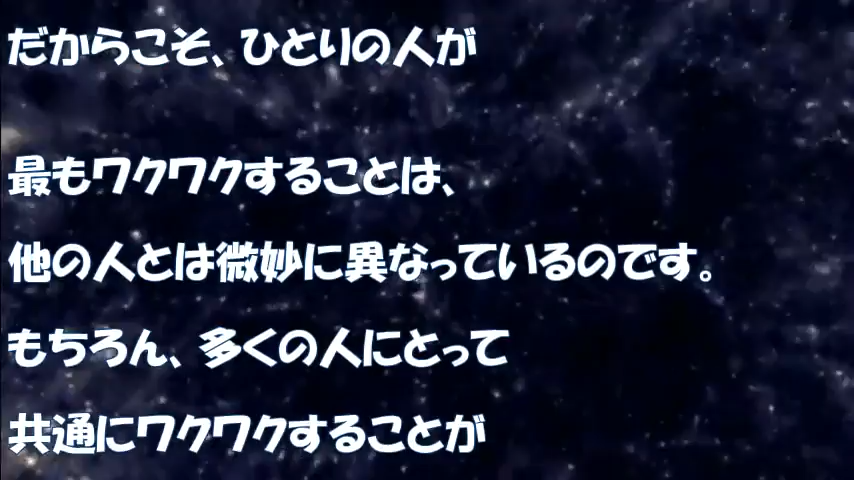 だからこそ、ひとりの人が
最もワクワクすることは、
他の人とは微妙に異なっているのです。
もちろん、多くの人にとって
共通にワクワクすることが